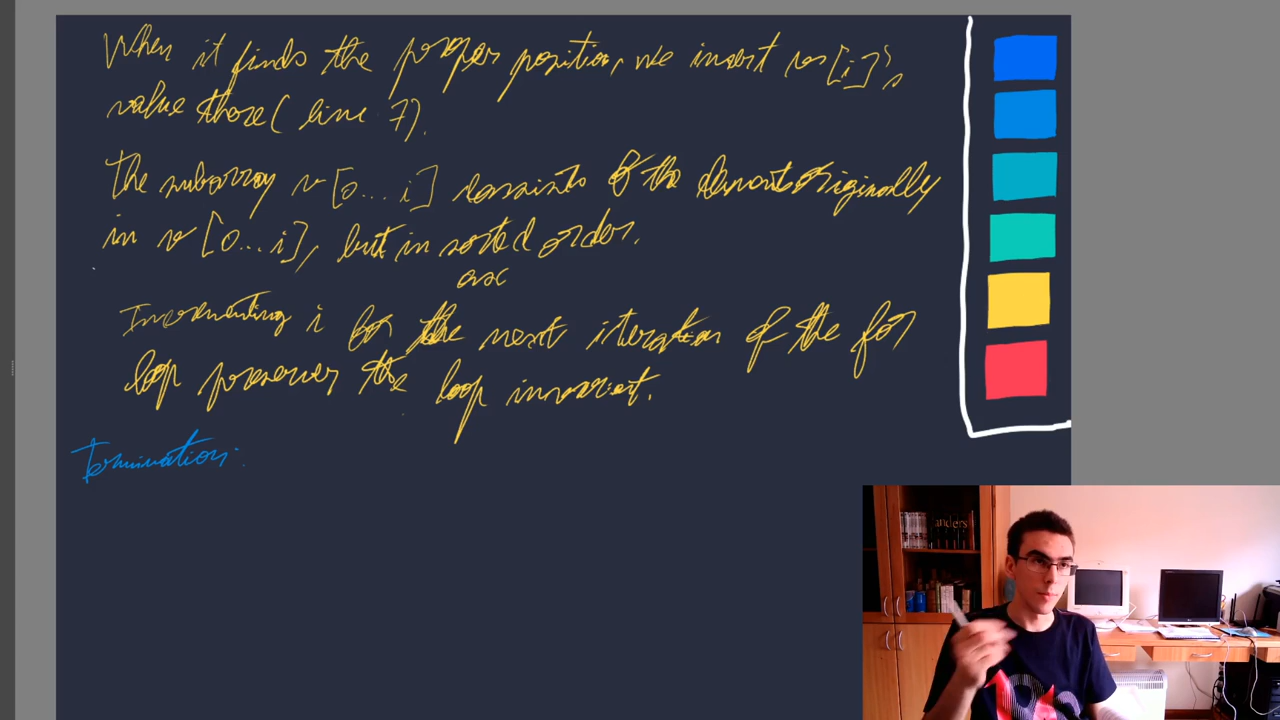 When it finds the proper position, we insert v[i]'s
value there (line 7).
The subarray v[0...i] consists of the elements originally
in v[0...i], but in sorted order.
asc
Incrementing i for the next iteration of the for
loop preserves the loop invariant.
Termination:
anders